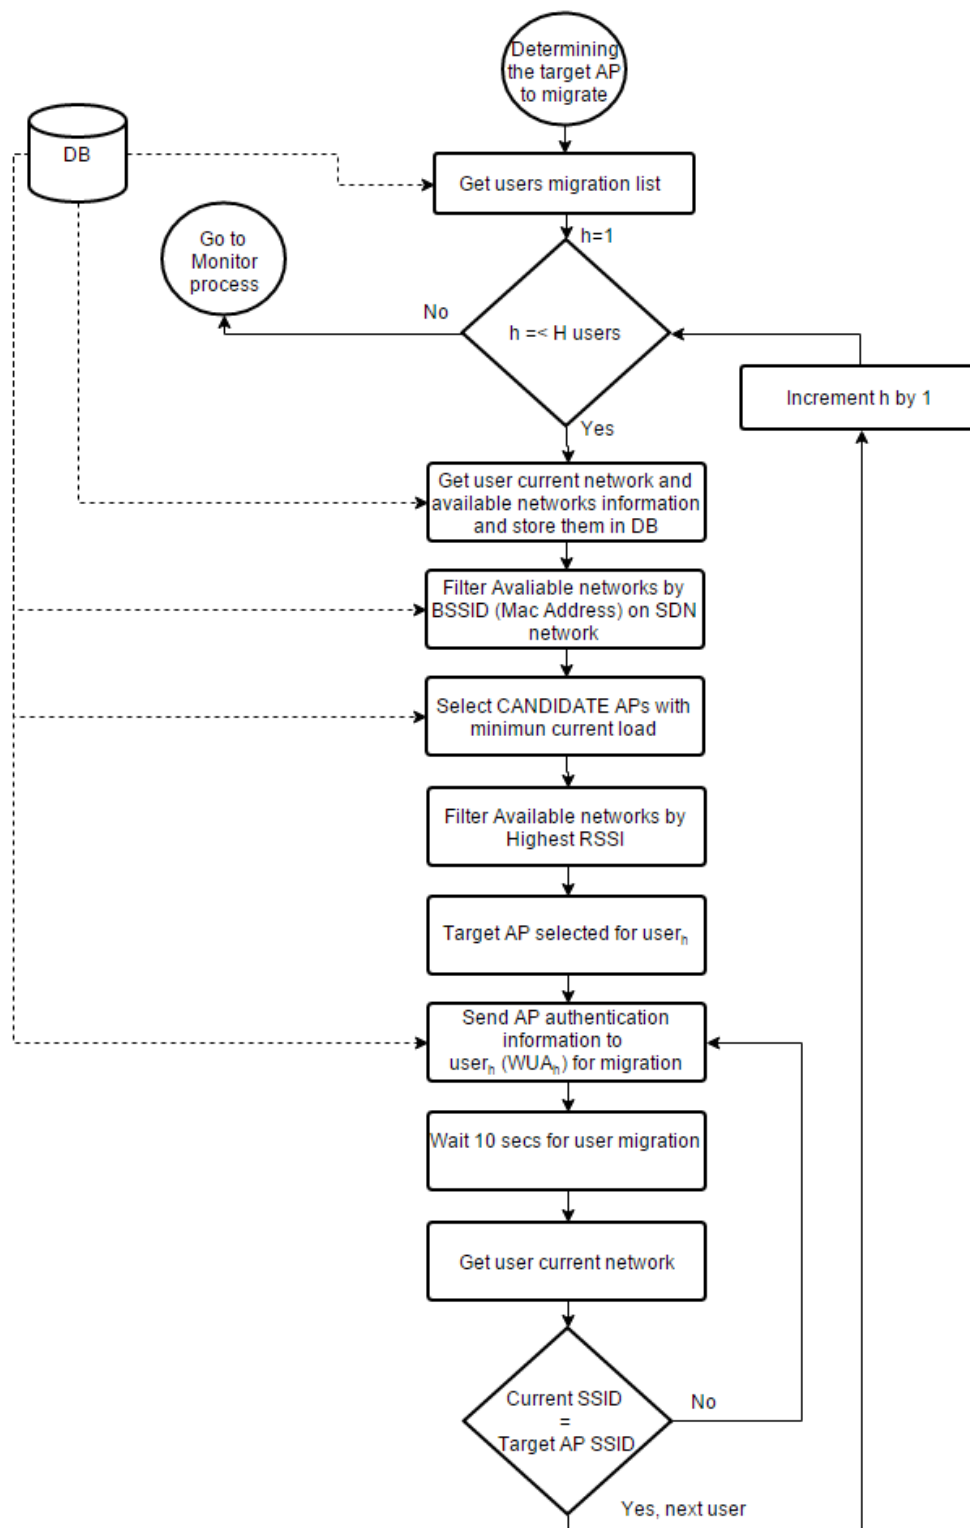 Determining
the target AP
to migrate
DB
Get users migration list
h=1
Go to
Monitor
process
No
h =< H users
Increment h by 1
Yes
Get user current network and
available networks information
and store them in DB
Filter Avaliable networks by
BSSID (Mac Address) on SDN
network
Select CANDIDATE APs with
minimun current load
Filter Available networks by
Highest RSSI
Target AP selected for userh
Send AP authentication
information to
userh (WUAh) for migration
Wait 10 secs for user migration
Get user current network
Current SSID
=
Target AP SSID
No
Yes, next user